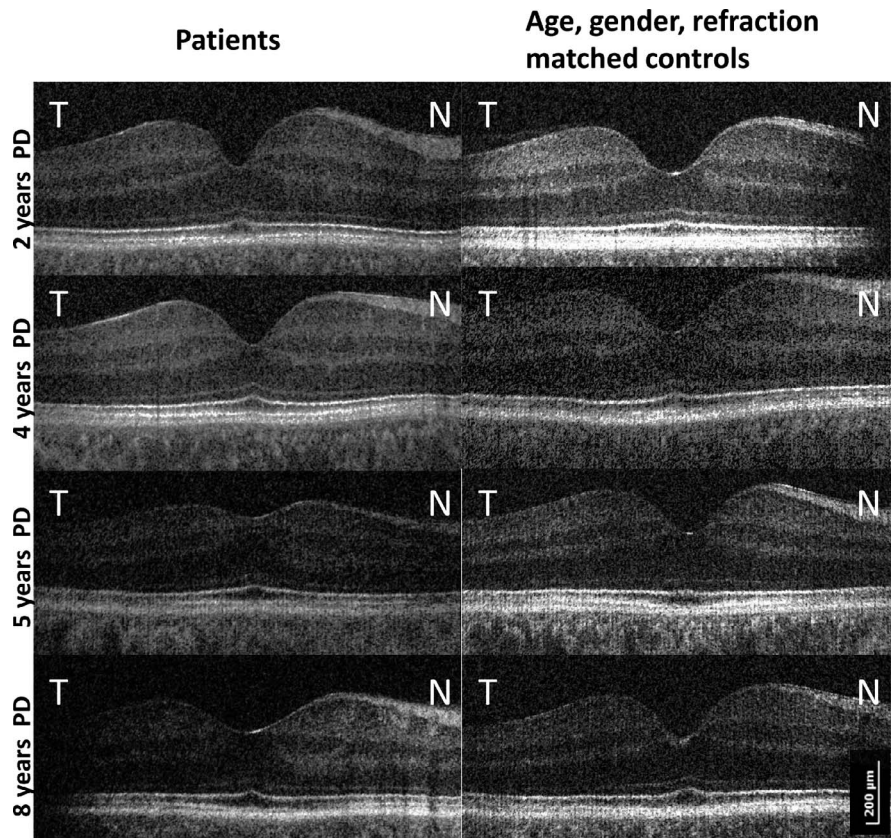 Patients
Age, gender, refraction
matched controls
2 years PD
T N
T N
4 years PD
T N
T N
5 years PD
T N
T N
8 years PD
T N
T N
200 µm